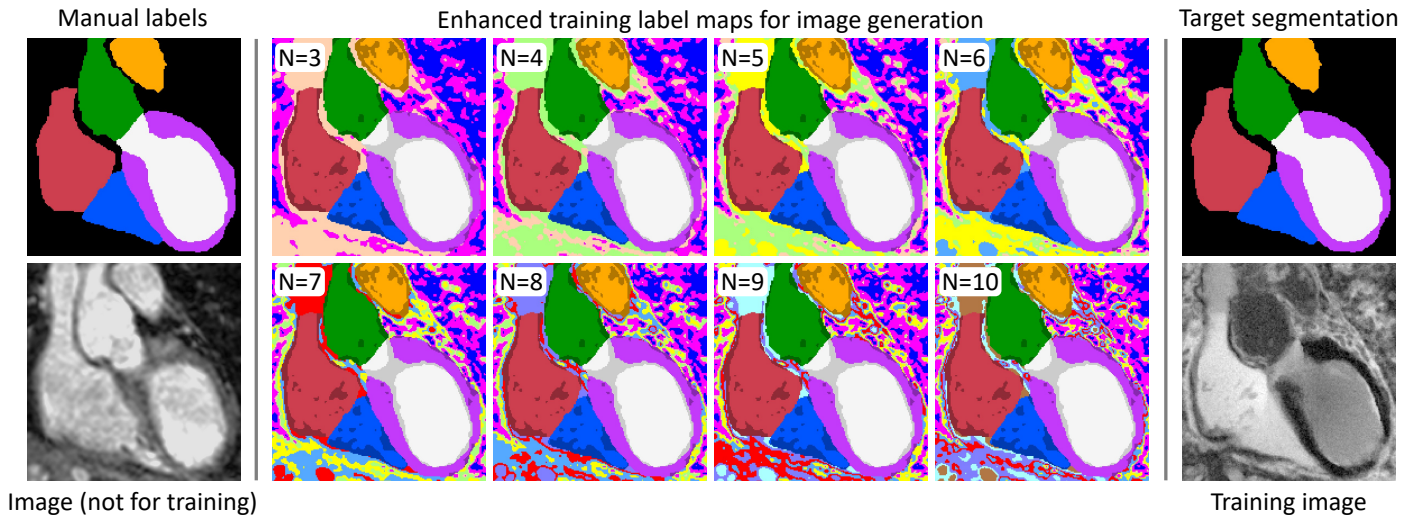 Manual labels
Enhanced training label maps for image generation
Target segmentation
N=3
N=4
N=5
N=6
N=7
N=8
N=9
N=10
Image (not for training)
Training image